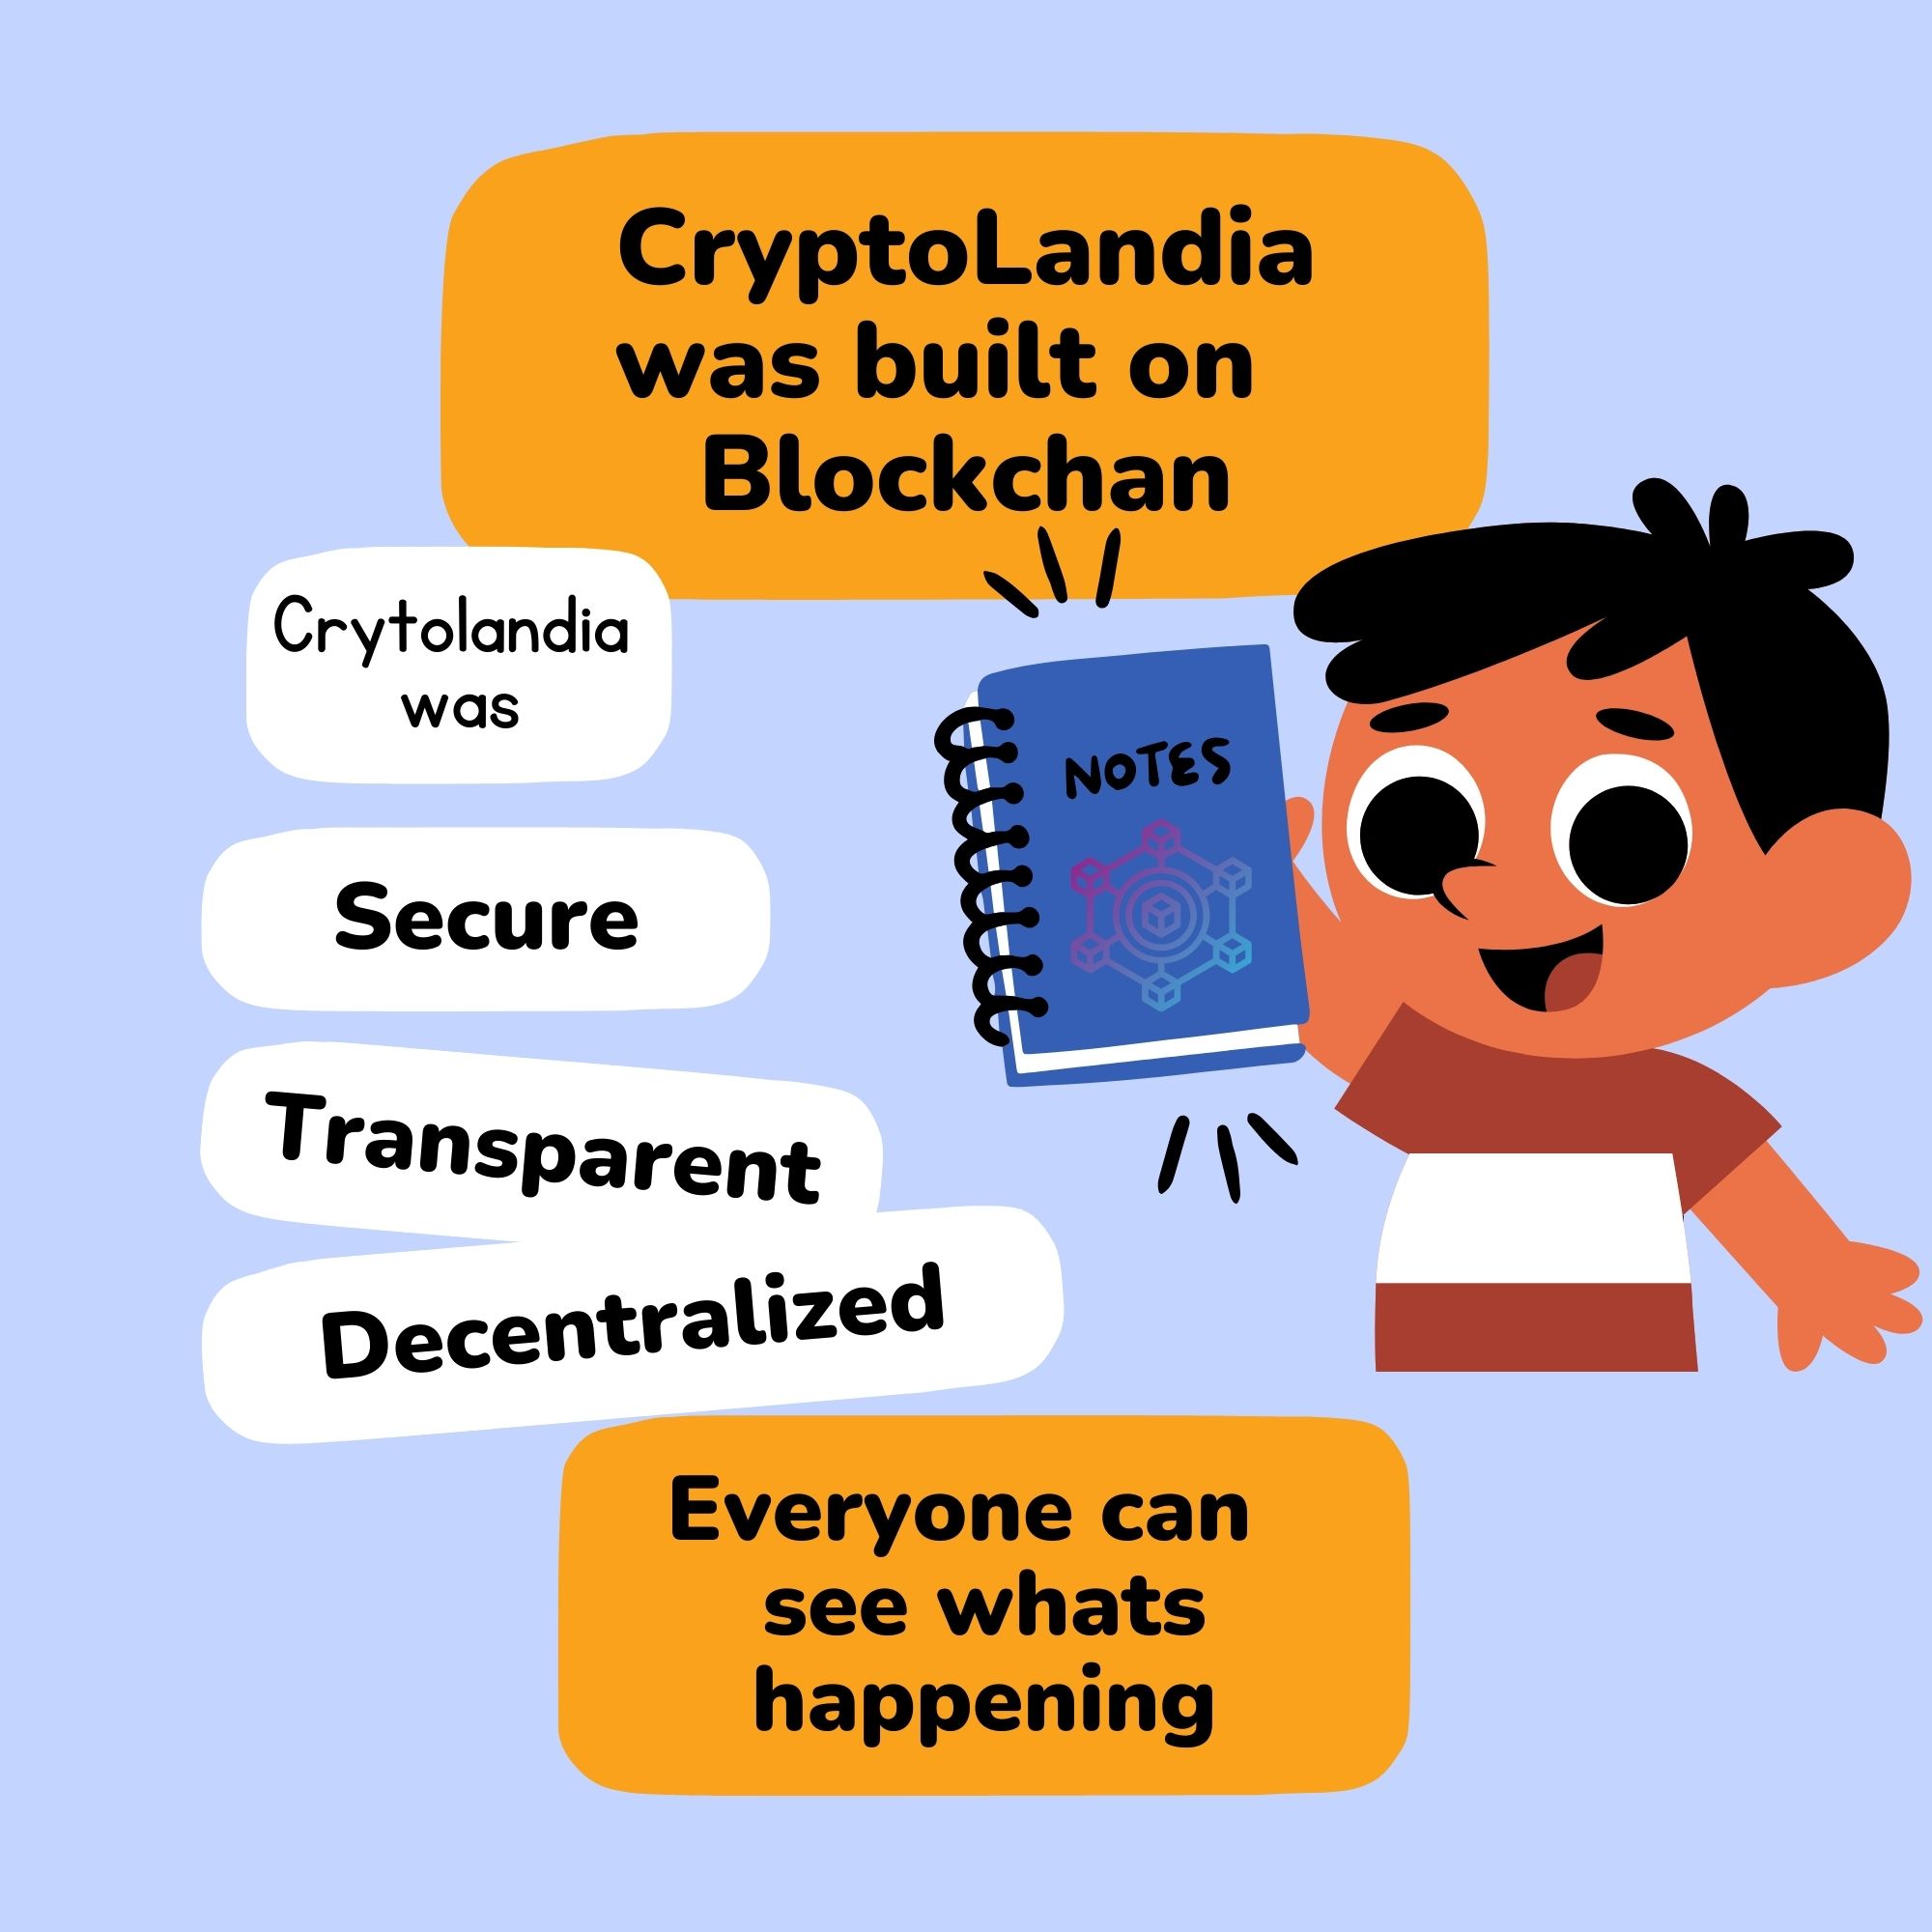 CryptoLandia
was built on
Blockchan
Crytolandia
was
NOTES
Secure
Transparent
Decentralized
Everyone can
see whats
happening